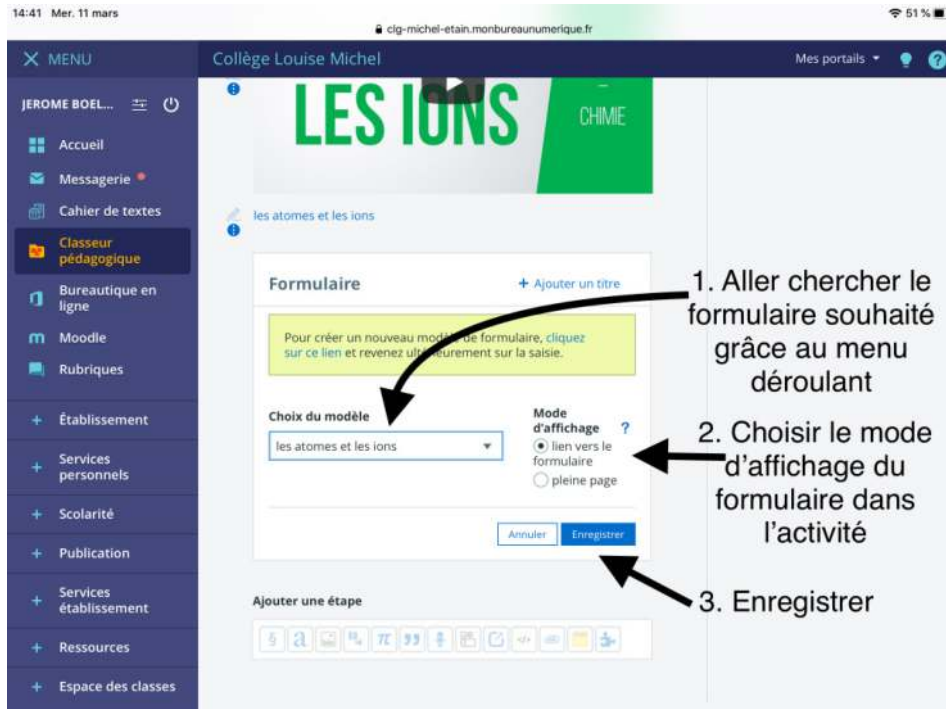 14:41 Mer. 11 mars
51 %
clg-michel-etain.monbureaunumerique.fr
MENU
Collège Louise Michel
Mes portails
?
JEROME BOEL...
Accueil
Messagerie
Cahier de textes
Classeur
pédagogique
Bureautique en
ligne
Moodle
Rubriques
+ Établissement
+ Services
personnels
+ Scolarité
+ Publication
+ Services
établissement
+ Ressources
+ Espace des classes
LES IONS
CHIMIE
les atomes et les ions
Formulaire
+ Ajouter un titre
Pour créer un nouveau modèle de formulaire, cliquez
sur ce lien et revenez ultérieurement sur la saisie.
Choix du modèle
les atomes et les ions
Mode
d'affichage ?
lien vers le
formulaire
pleine page
Annuler
Enregistrer
Ajouter une étape
1. Aller chercher le
formulaire souhaité
grâce au menu
déroulant
2. Choisir le mode
d'affichage du
formulaire dans
l'activité
3. Enregistrer